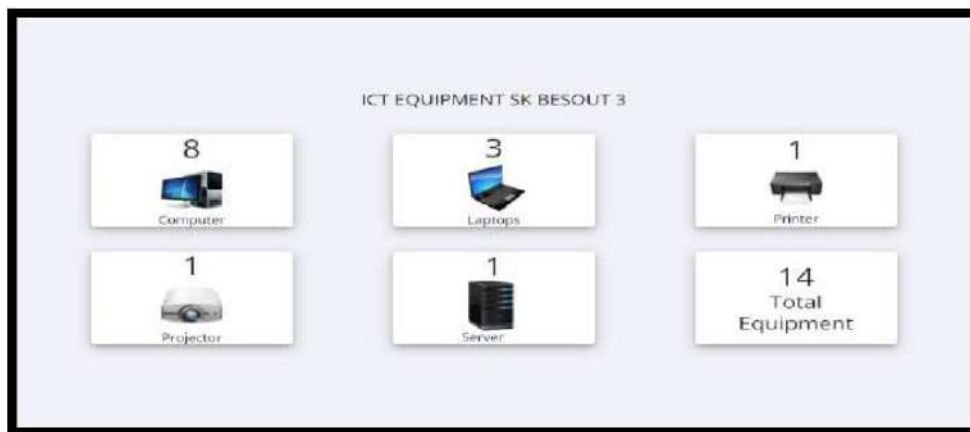 ICT EQUIPMENT SK BESOUT 3
8
Computer
3
Laptops
1
Printer
1
Projector
1
Server
14
Total
Equipment